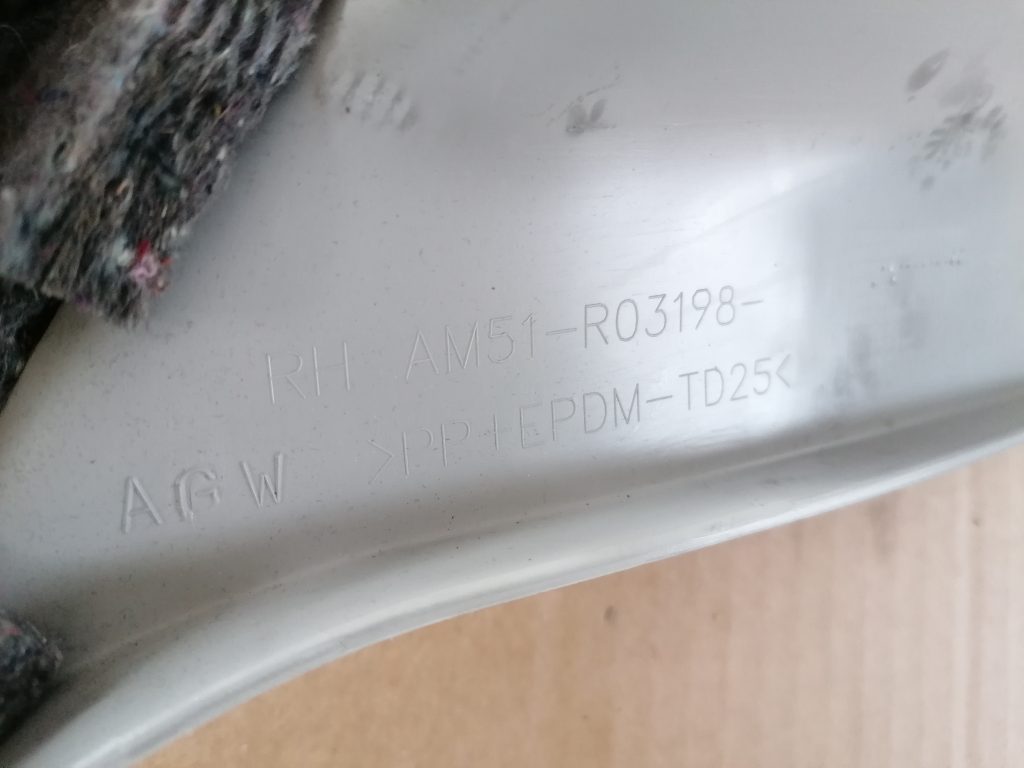 RH AM51-R03198-
>PP+EPDM-TD25<
AGW